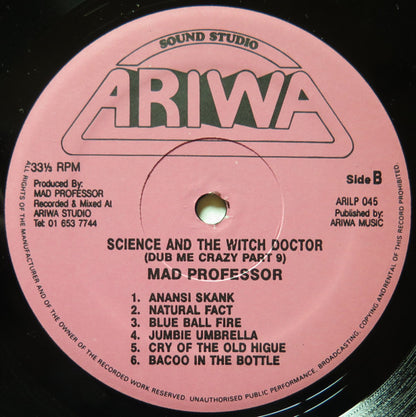 SOUND STUDIO
ARIWA
33⅓ RPM
Side B
Produced By:
MAD PROFESSOR
Recorded & Mixed At
ARIWA STUDIO
Tel: 01 653 7744
ARILP 045
Published by:
ARIWA MUSIC
SCIENCE AND THE WITCH DOCTOR
(DUB ME CRAZY PART 9)
MAD PROFESSOR
1. ANANSI SKANK
2. NATURAL FACT
3. BLUE BALL FIRE
4. JUMBIE UMBRELLA
5. CRY OF THE OLD HIGUE
6. BACOO IN THE BOTTLE
ALL RIGHTS OF THE MANUFACTURER AND OF THE OWNER OF THE RECORDED WORK RESERVED. UNAUTHORISED PUBLIC PERFORMANCE, BROADCASTING, COPYING AND RENTAL OF THIS RECORD PROHIBITED.